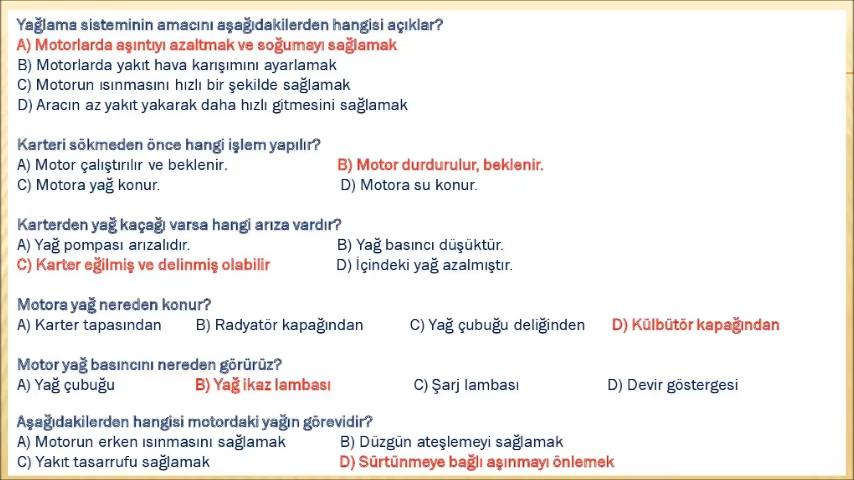 Yağlama sisteminin amacını aşağıdakilerden hangisi açıklar?
A) Motorlarda aşıntıyı azaltmak ve soğumayı sağlamak
B) Motorlarda yakıt hava karışımını ayarlamak
C) Motorun ısınmasını hızlı bir şekilde sağlamak
D) Aracın az yakıt yakarak daha hızlı gitmesini sağlamak
Karteri sökmeden önce hangi işlem yapılır?
A) Motor çalıştırılır ve beklenir. B) Motor durdurulur, beklenir.
C) Motora yağ konur. D) Motora su konur.
Karterden yağ kaçağı varsa hangi arıza vardır?
A) Yağ pompası arızalıdır. B) Yağ basıncı düşüktür.
C) Karter eğilmiş ve delinmiş olabilir D) İçindeki yağ azalmıştır.
Motora yağ nereden konur?
A) Karter tapasından B) Radyatör kapağından C) Yağ çubuğu deliğinden D) Külbütör kapağından
Motor yağ basıncını nereden görürüz?
A) Yağ çubuğu B) Yağ ikaz lambası C) Şarj lambası D) Devir göstergesi
Aşağıdakilerden hangisi motordaki yağın görevidir?
A) Motorun erken ısınmasını sağlamak B) Düzgün ateşlemeyi sağlamak
C) Yakıt tasarrufu sağlamak D) Sürtünmeye bağlı aşınmayı önlemek